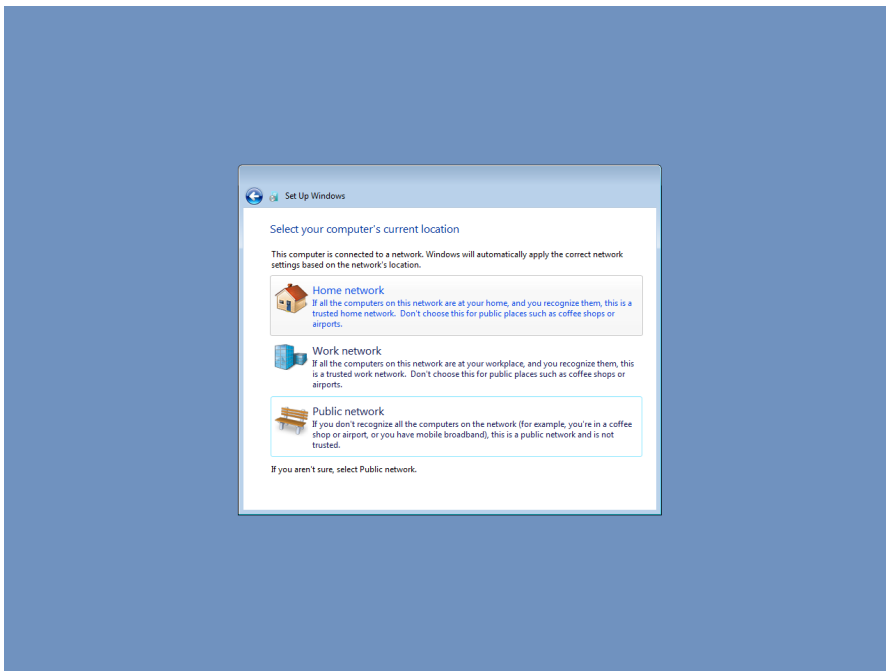 Set Up Windows
Select your computer's current location
This computer is connected to a network. Windows will automatically apply the correct network
settings based on the network's location.
Home network
If all the computers on this network are at your home, and you recognize them, this is a
trusted home network.  Don't choose this for public places such as coffee shops or
airports.
Work network
If all the computers on this network are at your workplace, and you recognize them, this
is a trusted work network.  Don't choose this for public places such as coffee shops or
airports.
Public network
If you don't recognize all the computers on the network (for example, you're in a coffee
shop or airport, or you have mobile broadband), this is a public network and is not
trusted.
If you aren't sure, select Public network.